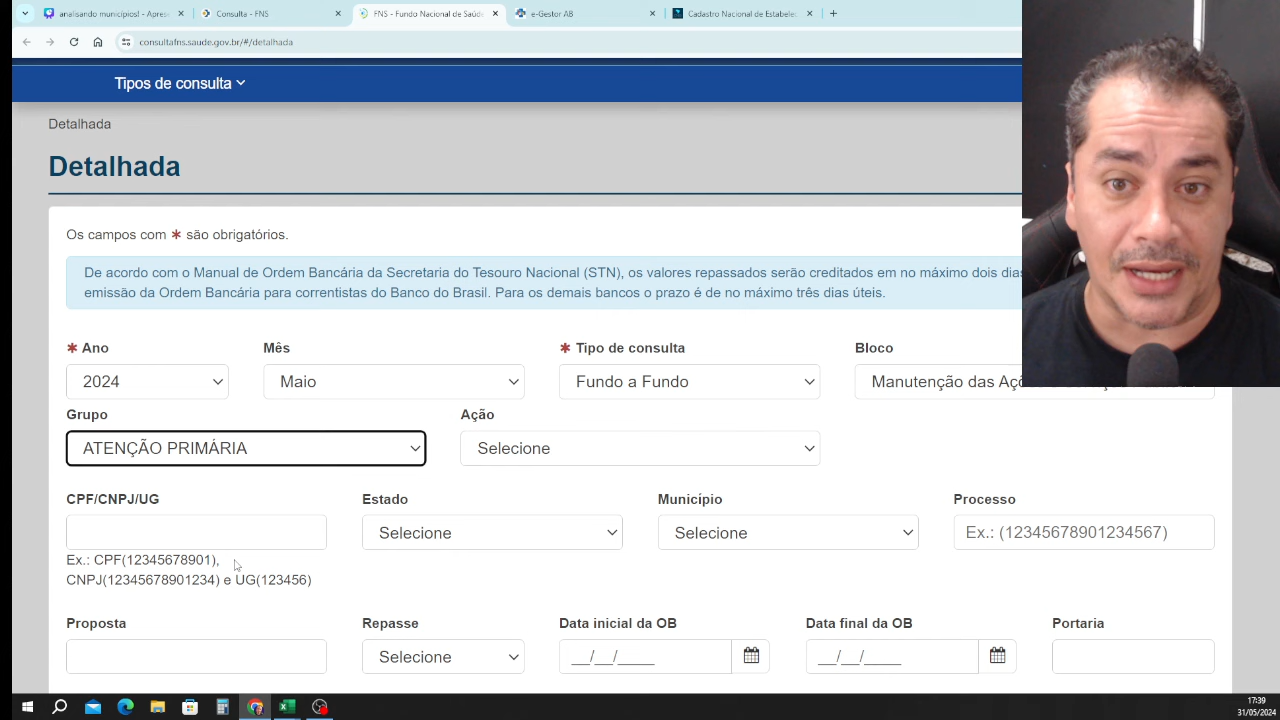 analisando municípios! - Apres
Consulta - FNS
FNS - Fundo Nacional de Saúde
e-Gestor AB
Cadastro Nacional de Estabelec
consultafns.saude.gov.br/#/detalhada
Tipos de consulta
Detalhada
Detalhada
Os campos com * são obrigatórios.
De acordo com o Manual de Ordem Bancária da Secretaria do Tesouro Nacional (STN), os valores repassados serão creditados em no máximo dois dias
emissão da Ordem Bancária para correntistas do Banco do Brasil. Para os demais bancos o prazo é de no máximo três dias úteis.
* Ano Mês * Tipo de consulta Bloco
2024 Maio Fundo a Fundo Manutenção das
Grupo Ação
ATENÇÃO PRIMÁRIA Selecione
CPF/CNPJ/UG Estado Municipio Processo
Selecione Selecione Ex.: (12345678901234567)
Ex.: CPF(12345678901),
CNPJ(12345678901234) e UG(123456)
Proposta Repasse Data inicial da OB Data final da OB Portaria
Selecione __/__/____ __/__/____
17:39
31/05/2024